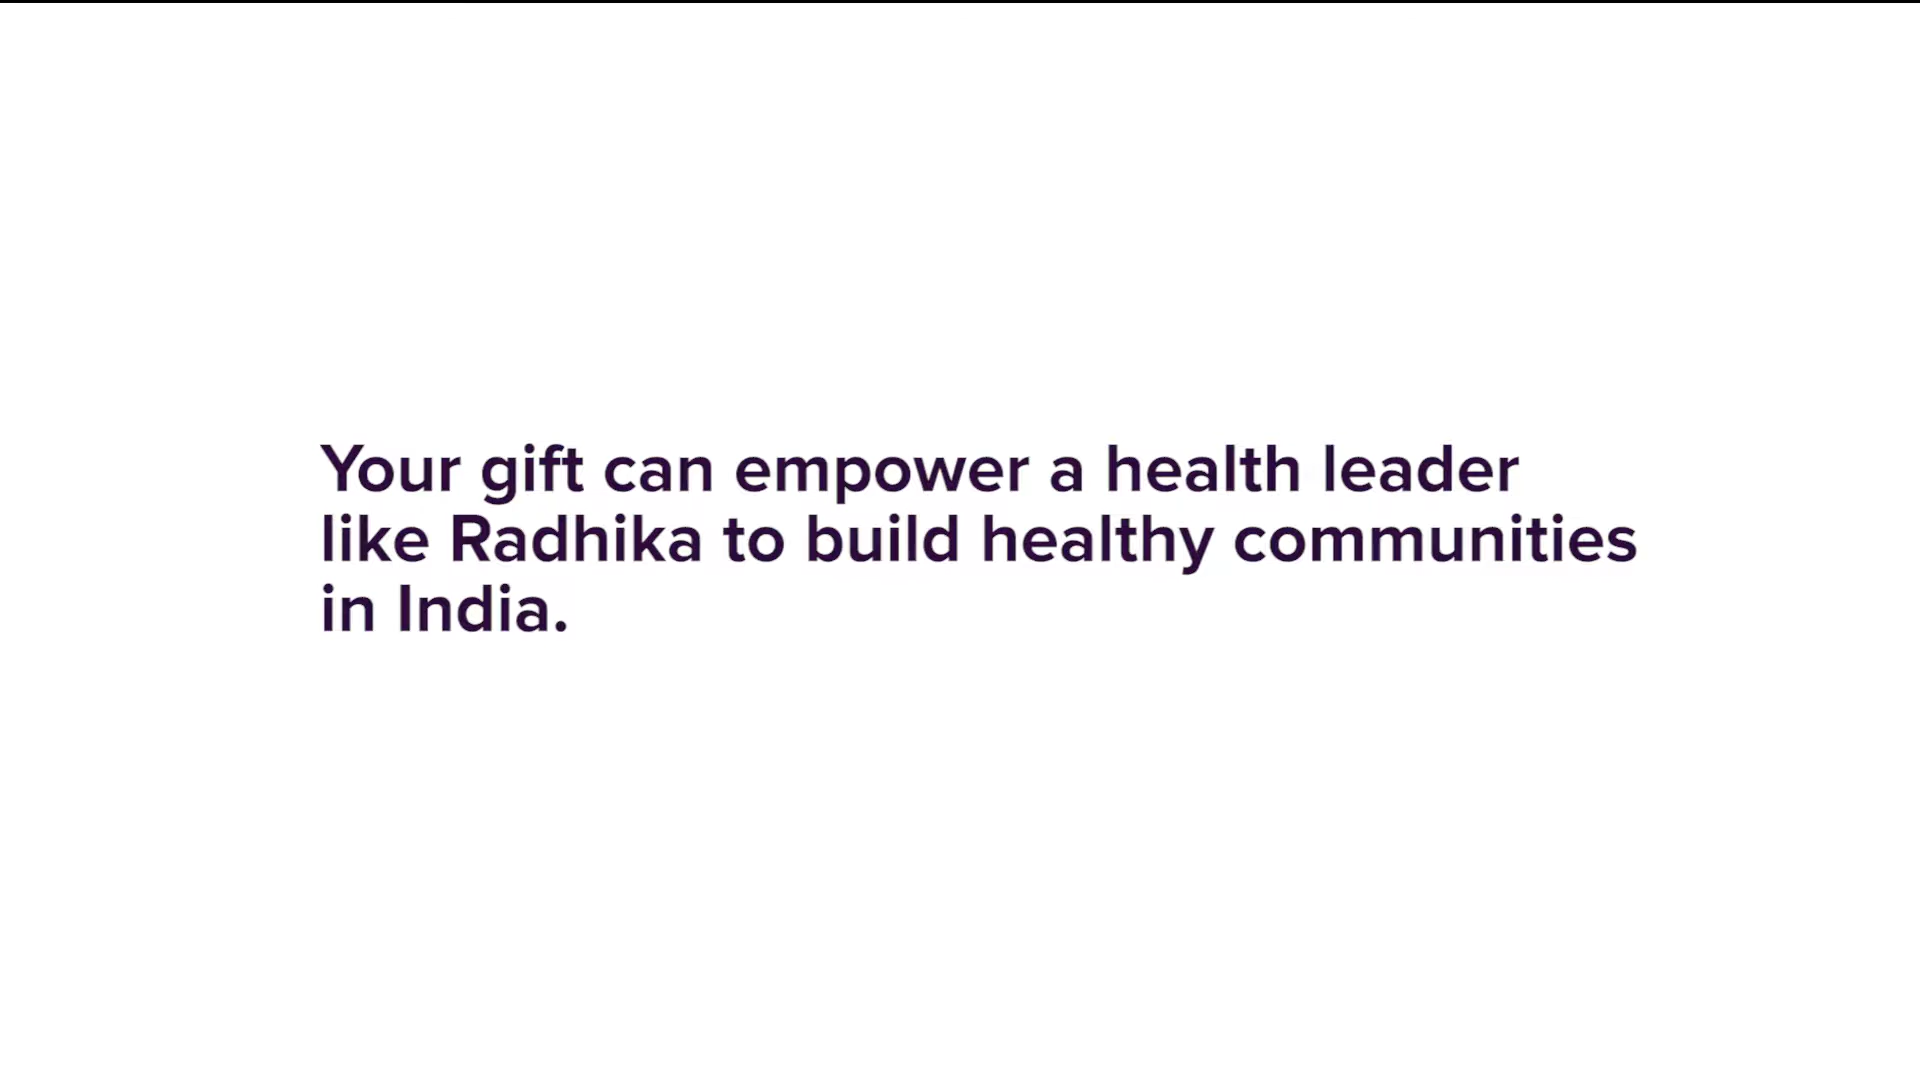 Your gift can empower a health leader
like Radhika to build healthy communities
in India.